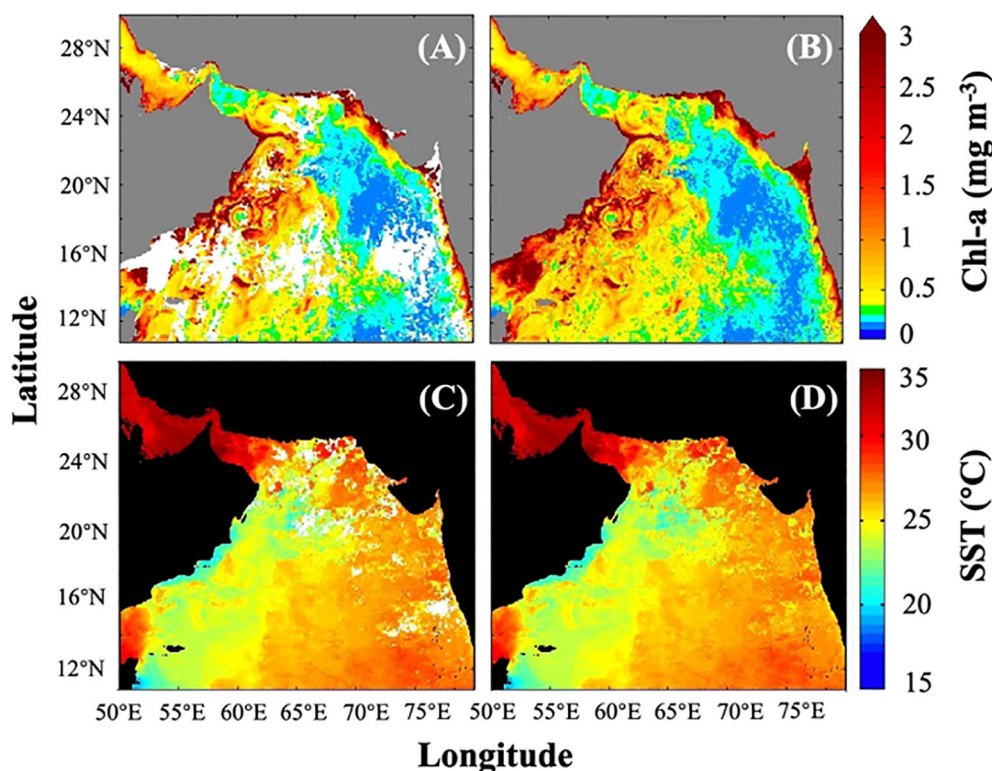 28°N
24°N
20°N
16°N
12°N
(A)
(B)
3
2.5
2
1.5
1
0.5
0
Chl-a (mg m⁻³)
Latitude
28°N
24°N
20°N
16°N
12°N
(C)
(D)
35
30
25
20
15
SST (°C)
50°E 55°E 60°E 65°E 70°E 75°E 50°E 55°E 60°E 65°E 70°E 75°E
Longitude